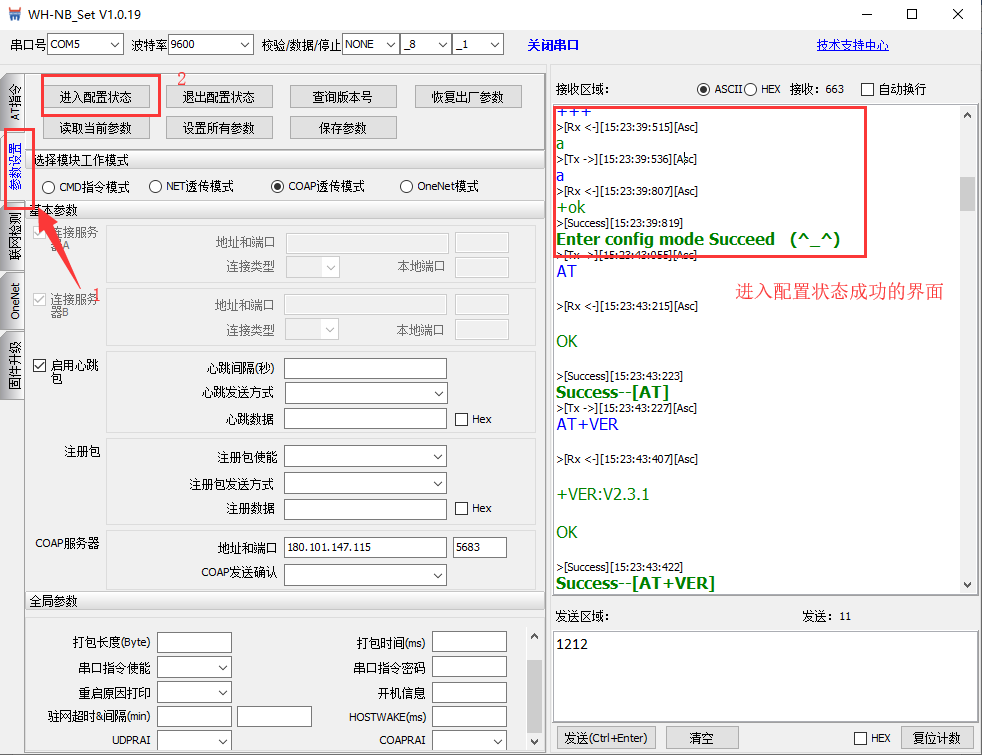 WH-NB_Set V1.0.19
串口号 COM5 波特率 9600 校验/数据/停止 NONE _8 _1 关闭串口 技术支持中心
AT指令
参数设置
联网检测
OneNet
固件升级
2
进入配置状态 退出配置状态 查询版本号 恢复出厂参数
读取当前参数 设置所有参数 保存参数
选择模块工作模式
CMD指令模式 NET透传模式 COAP透传模式 OneNet模式
基本参数
连接服务器A
地址和端口
连接类型 本地端口
1
连接服务器B
地址和端口
连接类型 本地端口
启用心跳包
心跳间隔(秒)
心跳发送方式
心跳数据 Hex
注册包
注册包使能
注册包发送方式
注册数据 Hex
COAP服务器
地址和端口 180.101.147.115 5683
COAP发送确认
全局参数
打包长度(Byte) 打包时间(ms)
串口指令使能 串口指令密码
重启原因打印 开机信息
驻网超时&间隔(min) HOSTWAKE(ms)
UDPRAI COAPRAI
接收区域: ASCII HEX 接收: 663 自动换行
+++
>[Rx <-][15:23:39:515][Asc]
a
>[Tx ->][15:23:39:536][Asc]
a
>[Rx <-][15:23:39:807][Asc]
+ok
>[Success][15:23:39:819]
Enter config mode Succeed (^_^)
>[Tx ->][15:23:43:055][Asc]
AT
进入配置状态成功的界面
>[Rx <-][15:23:43:215][Asc]
OK
>[Success][15:23:43:223]
Success--[AT]
>[Tx ->][15:23:43:227][Asc]
AT+VER
>[Rx <-][15:23:43:407][Asc]
+VER:V2.3.1
OK
>[Success][15:23:43:422]
Success--[AT+VER]
发送区域: 发送: 11
1212
发送(Ctrl+Enter) 清空 HEX 复位计数